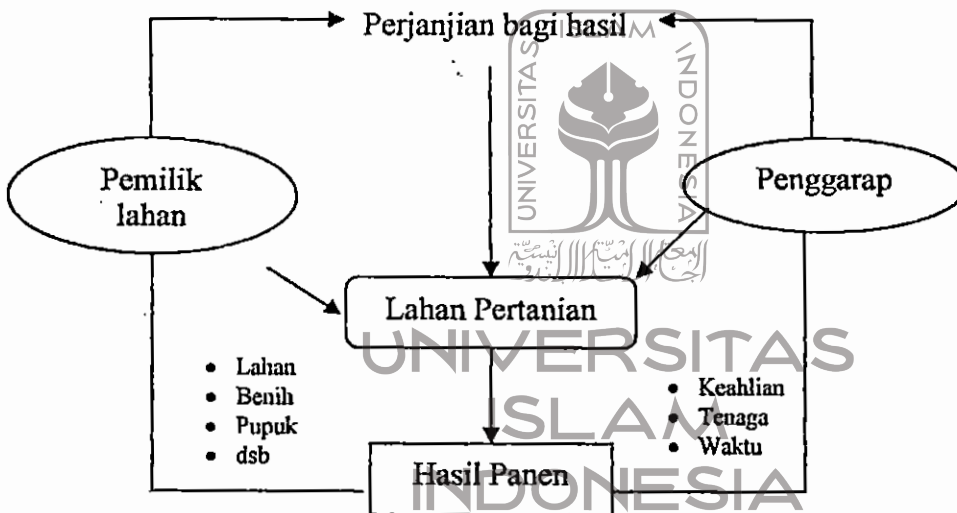 Perjanjian bagi hasil
ISLAM
UNIVERSITAS
INDONESIA
Pemilik
lahan
Penggarap
Lahan Pertanian
• Lahan
• Benih
• Pupuk
• dsb
• Keahlian
• Tenaga
• Waktu
Hasil Panen
UNIVERSITAS
ISLAM
INDONESIA